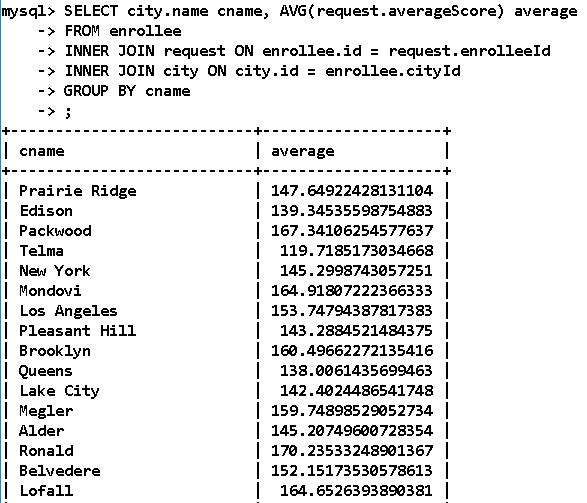 mysql> SELECT city.name cname, AVG(request.averageScore) average
    -> FROM enrollee
    -> INNER JOIN request ON enrollee.id = request.enrolleeId
    -> INNER JOIN city ON city.id = enrollee.cityId
    -> GROUP BY cname
    -> ;
+--------------------------+-------------------+
| cname                    | average           |
+--------------------------+-------------------+
| Prairie Ridge            | 147.64922428131104 |
| Edison                   | 139.34535598754883 |
| Packwood                 | 167.34106254577637 |
| Telma                    |  119.7185173034668 |
| New York                 |  145.2998743057251 |
| Mondovi                  | 164.91807222366333 |
| Los Angeles              | 153.74794387817383 |
| Pleasant Hill            |  143.2884521484375 |
| Brooklyn                 | 160.49662272135416 |
| Queens                   |  138.0061435699463 |
| Lake City                |  142.4024486541748 |
| Megler                   | 159.74898529052734 |
| Alder                    | 145.20749600728354 |
| Ronald                   | 170.23533248901367 |
| Belvedere                | 152.15173530578613 |
| Lofall                   |  164.6526393890381 |